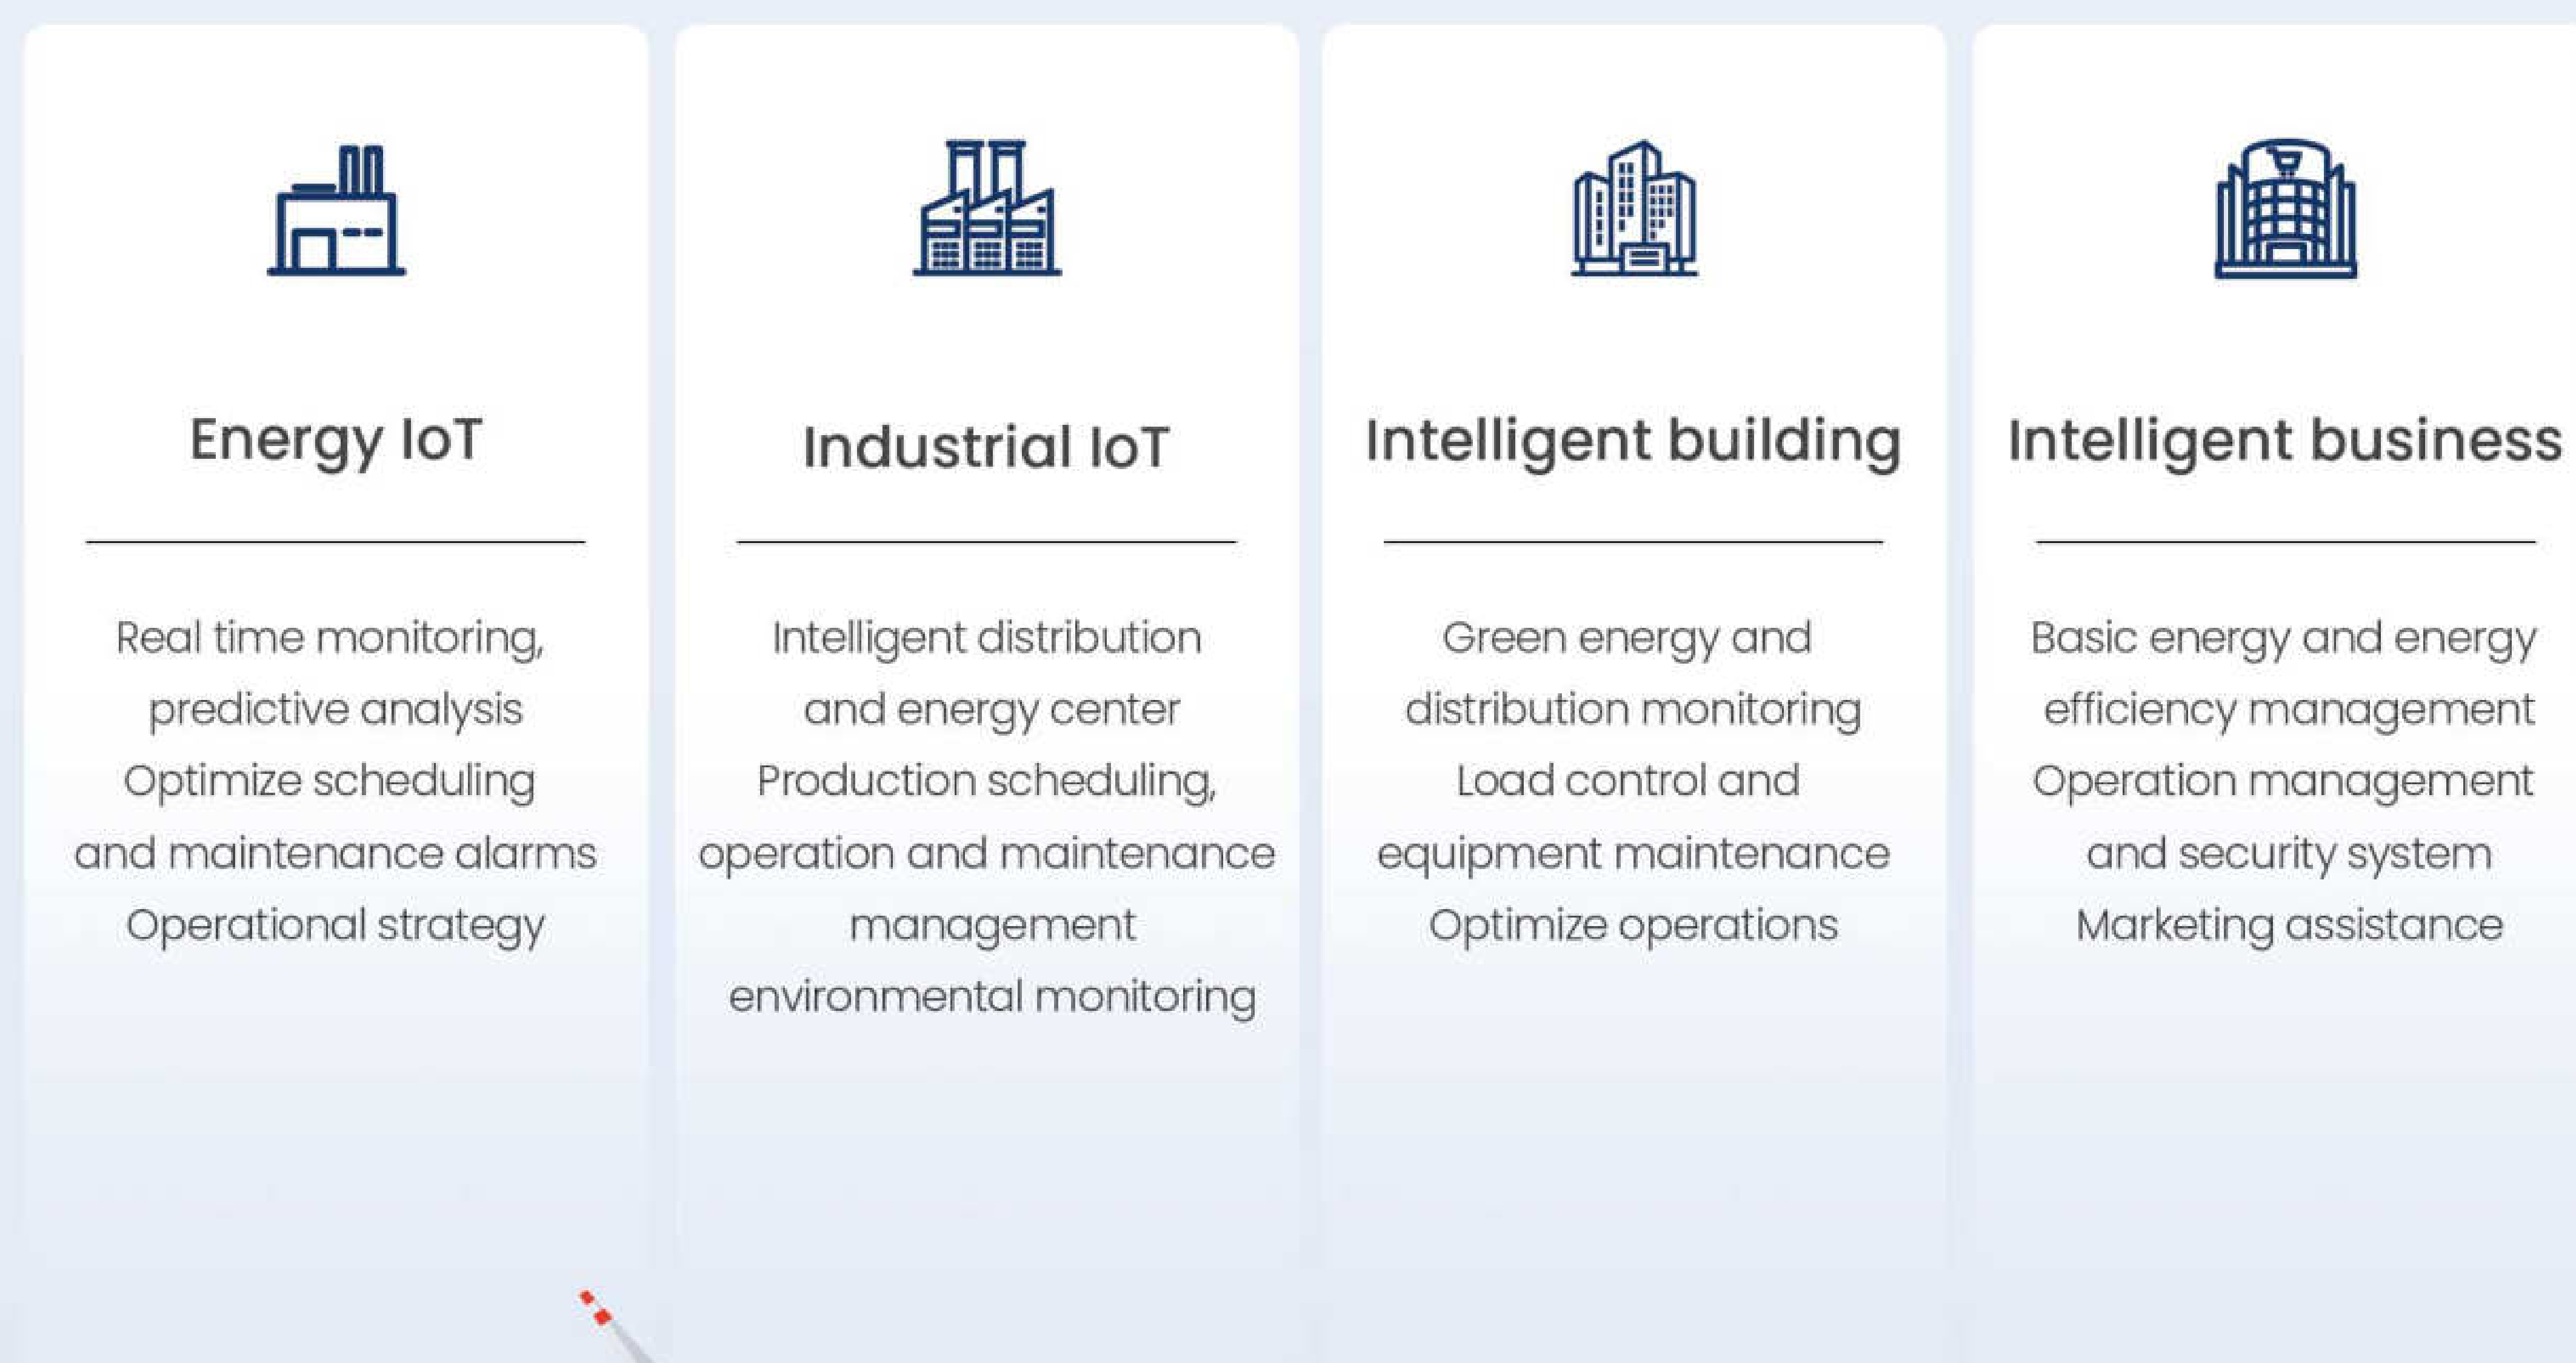 Energy IoT
Real time monitoring,
predictive analysis
Optimize scheduling
and maintenance alarms
Operational strategy
Industrial IoT
Intelligent distribution
and energy center
Production scheduling,
operation and maintenance
management
environmental monitoring
Intelligent building
Green energy and
distribution monitoring
Load control and
equipment maintenance
Optimize operations
Intelligent business
Basic energy and energy
efficiency management
Operation management
and security system
Marketing assistance